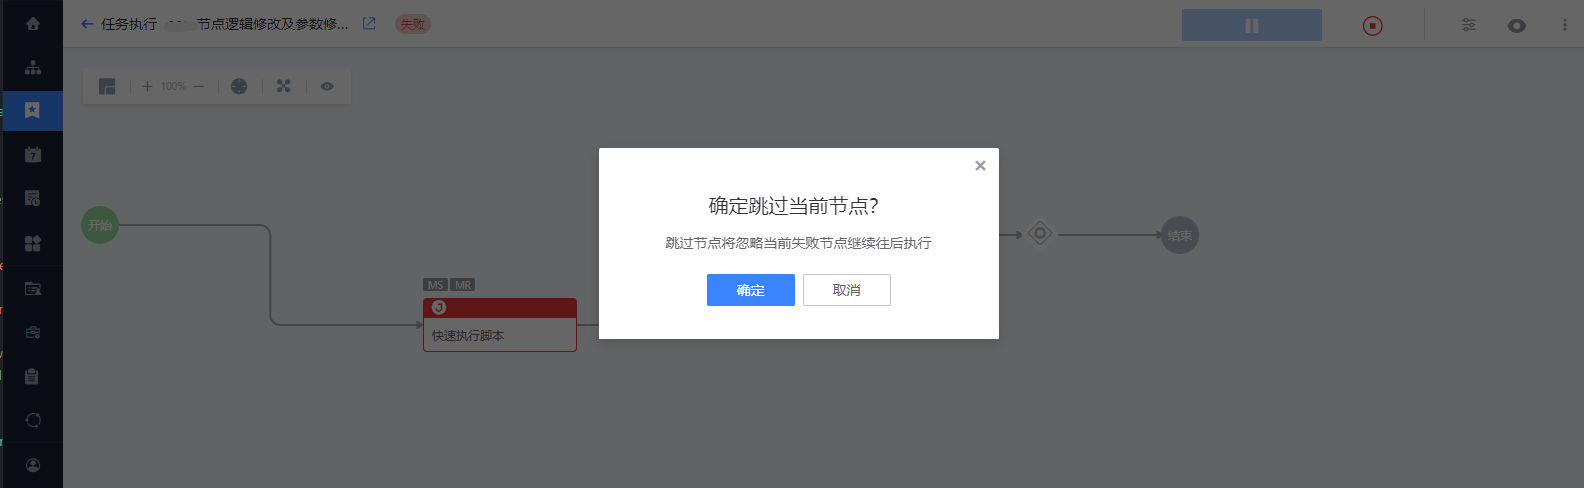 任务执行 节点逻辑修改及参数修... 失败
100%
7
确定跳过当前节点?
跳过节点将忽略当前失败节点继续往后执行
确定 取消
开始
MS MR
J
快速执行脚本
结束